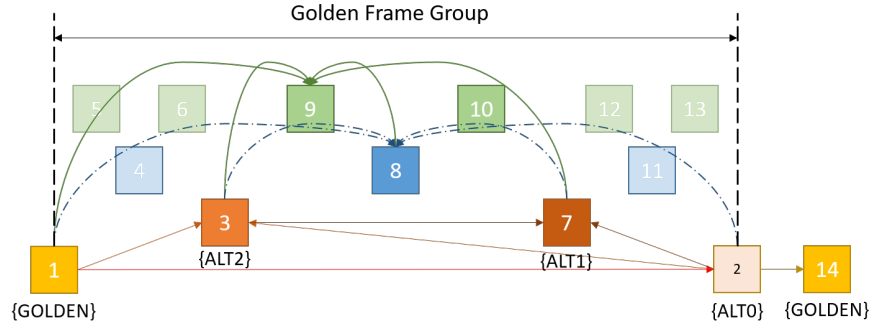 Golden Frame Group
5
6
9
10
12
13
4
8
11
3
7
{ALT2}
{ALT1}
1
2
14
{GOLDEN}
{ALT0}
{GOLDEN}